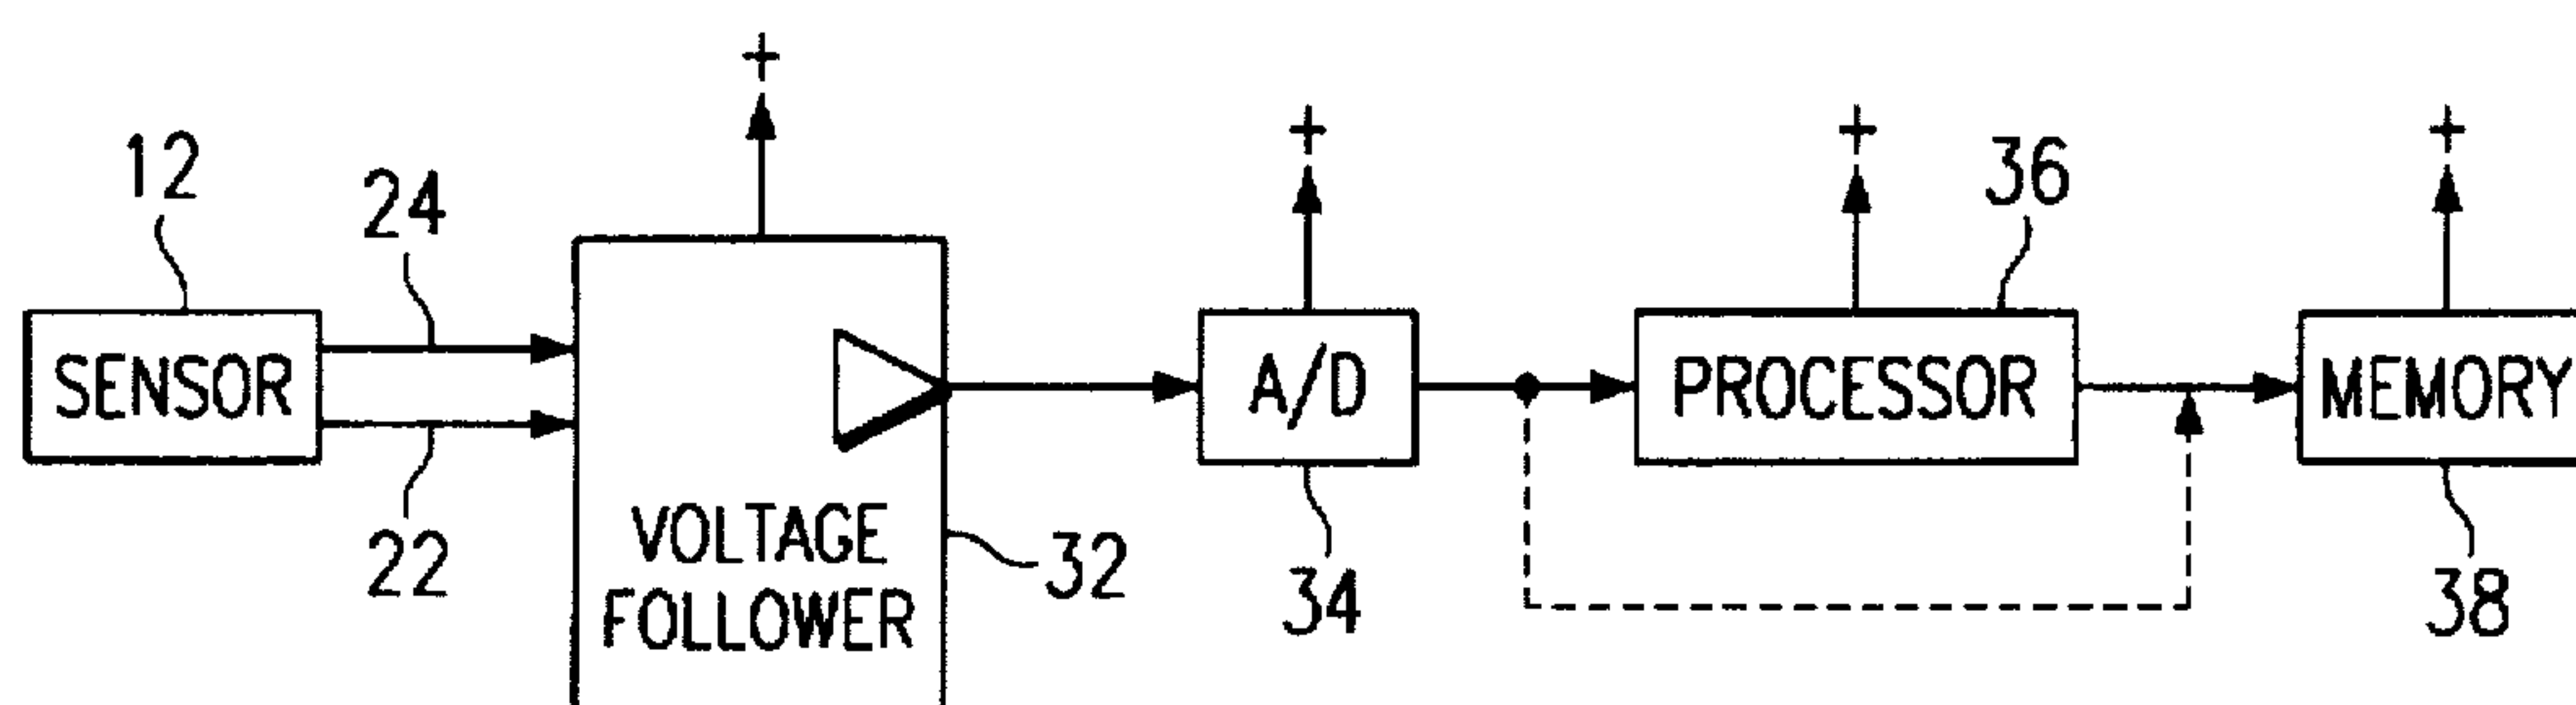 +
+
+
+
12
24
36
SENSOR
A/D
PROCESSOR
MEMORY
22
VOLTAGE
FOLLOWER
32
34
38